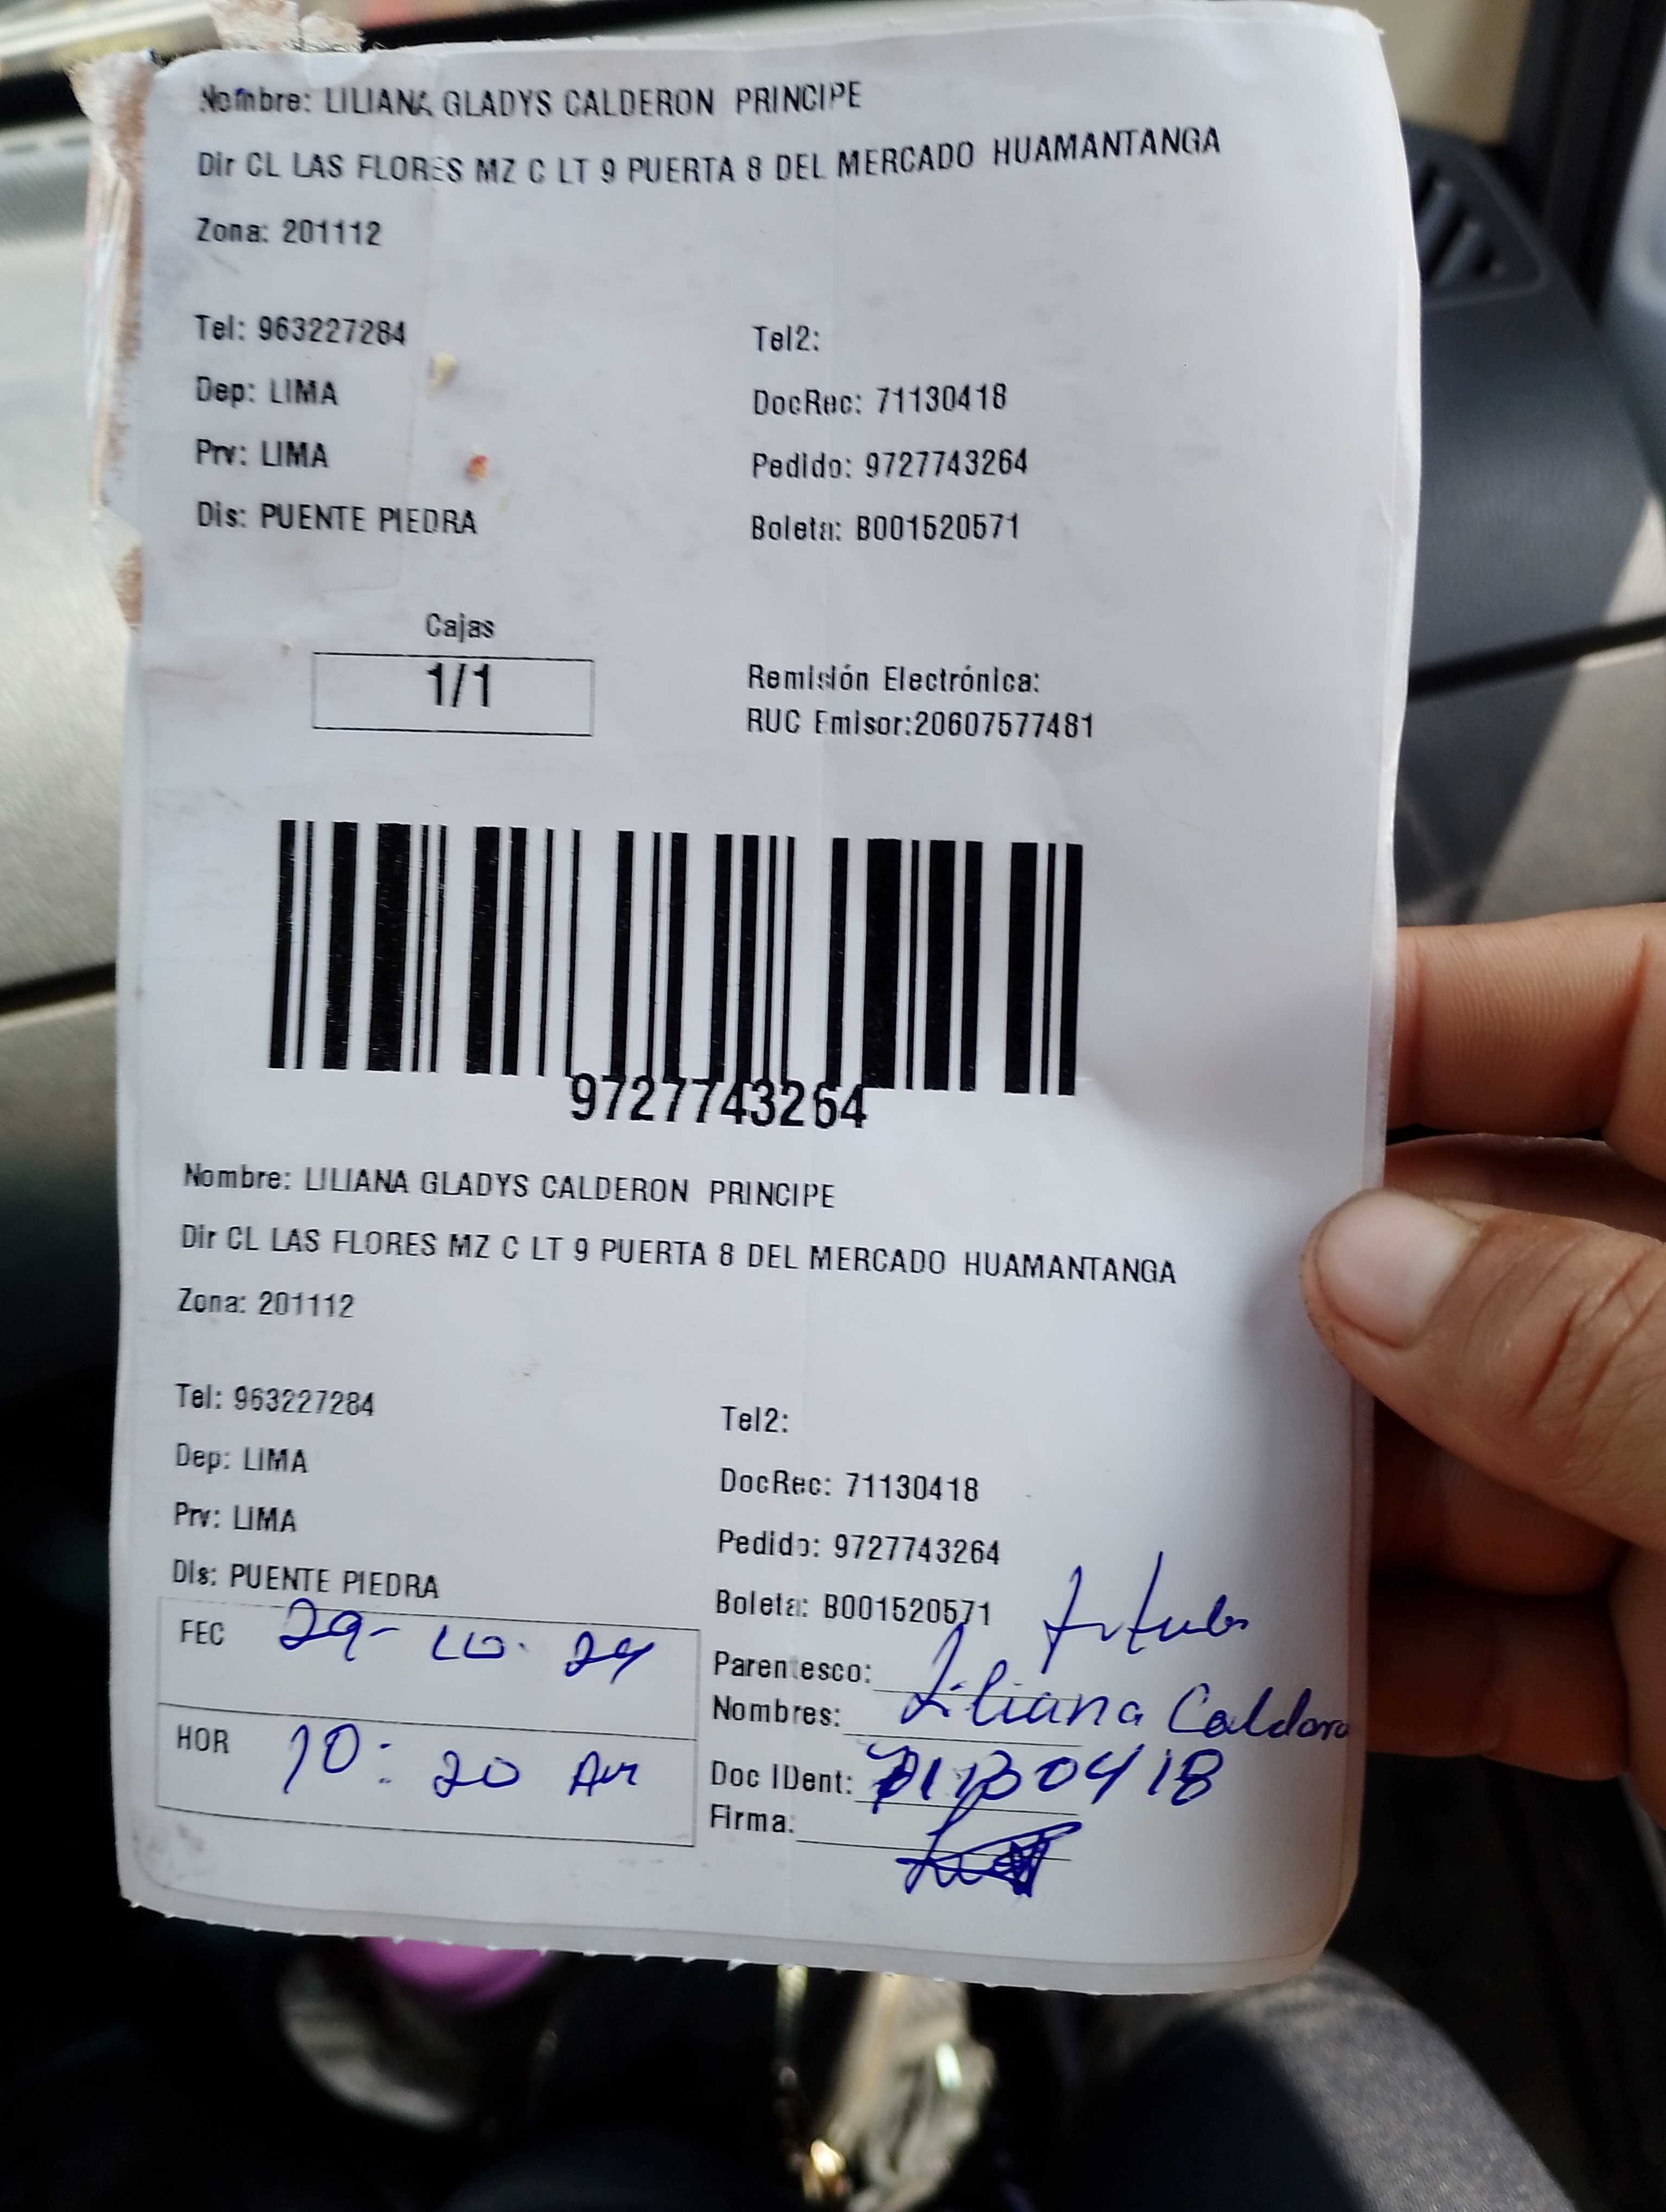 Nombre: LILIANA GLADYS CALDERON PRINCIPE
Dir CL LAS FLORES MZ C LT 9 PUERTA 8 DEL MERCADO HUAMANTANGA
Zona: 201112
Tel: 963227284 Tel2:
Dep: LIMA DocRec: 71130418
Prv: LIMA Pedido: 9727743264
Dis: PUENTE PIEDRA Boleta: B001520571
Cajas
1/1
Remisión Electrónica:
RUC Emisor:20607577481
9727743264
Nombre: LILIANA GLADYS CALDERON PRINCIPE
Dir CL LAS FLORES MZ C LT 9 PUERTA 8 DEL MERCADO HUAMANTANGA
Zona: 201112
Tel: 963227284 Tel2:
Dep: LIMA DocRec: 71130418
Prv: LIMA Pedido: 9727743264
Dis: PUENTE PIEDRA Boleta: B001520571
FEC 29-10-24
Parentesco:
Nombres: Liliana
HOR 10:20 Am
Doc IDent: 71130418
Firma: